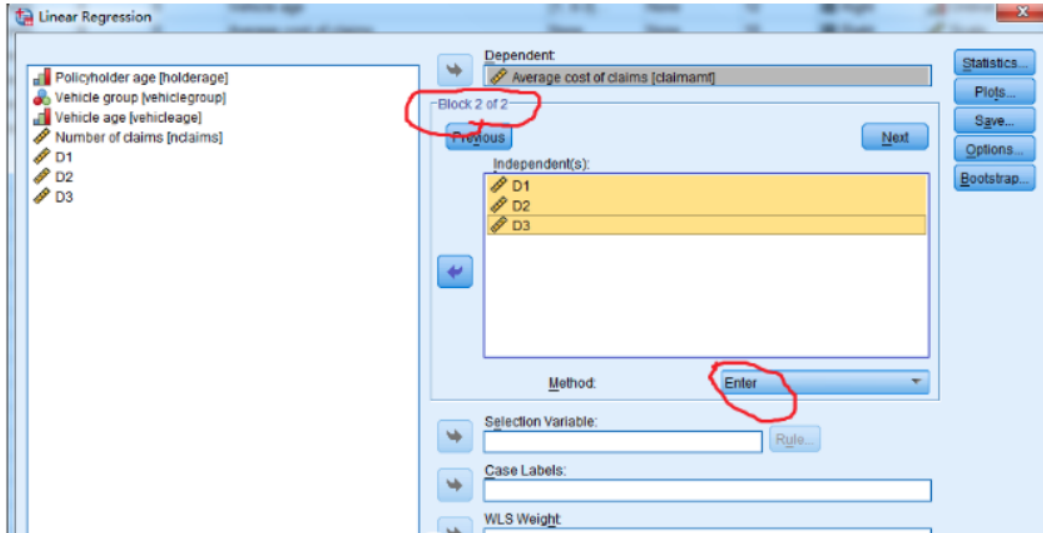 Linear Regression
Dependent:
Average cost of claims [claimamt]
Policyholder age [holderage]
Vehicle group [vehiclegroup]
Vehicle age [vehicleage]
Number of claims [nclaims]
D1
D2
D3
Block 2 of 2
Previous
Next
Independent(s):
D1
D2
D3
Method:
Enter
Selection Variable:
Rule...
Case Labels:
WLS Weight:
Statistics...
Plots...
Save...
Options...
Bootstrap...